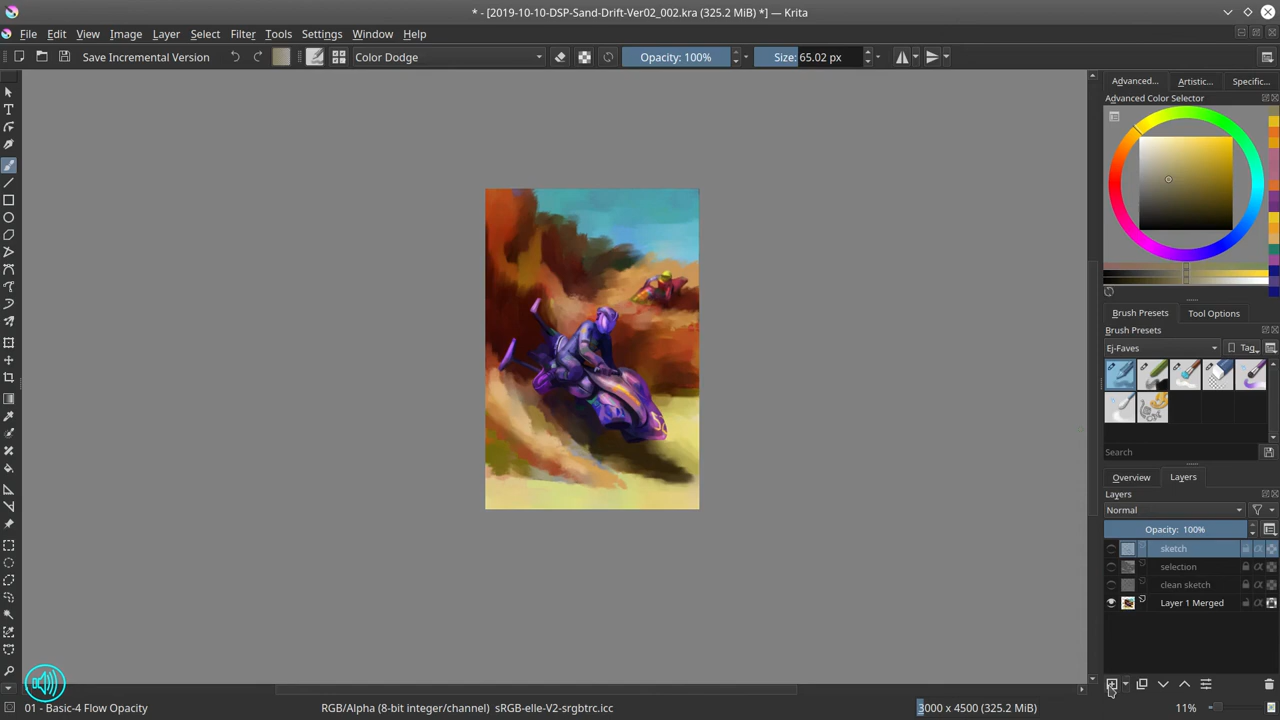 * - [2019-10-10-DSP-Sand-Drift-Ver02_002.kra (325.2 MiB) *] — Krita
File Edit View Image Layer Select Filter Tools Settings Window Help
Save Incremental Version Color Dodge Opacity: 100% Size: 65.02 px
Advanced... Artistic... Specific...
Advanced Color Selector
Brush Presets Tool Options
Brush Presets
Ej-Faves Tag
Search
Overview Layers
Layers
Normal
Opacity: 100%
sketch
selection
clean sketch
Layer 1 Merged
01 - Basic-4 Flow Opacity RGB/Alpha (8-bit integer/channel) sRGB-elle-V2-srgbtrc.icc 3000 x 4500 (325.2 MiB) 11%